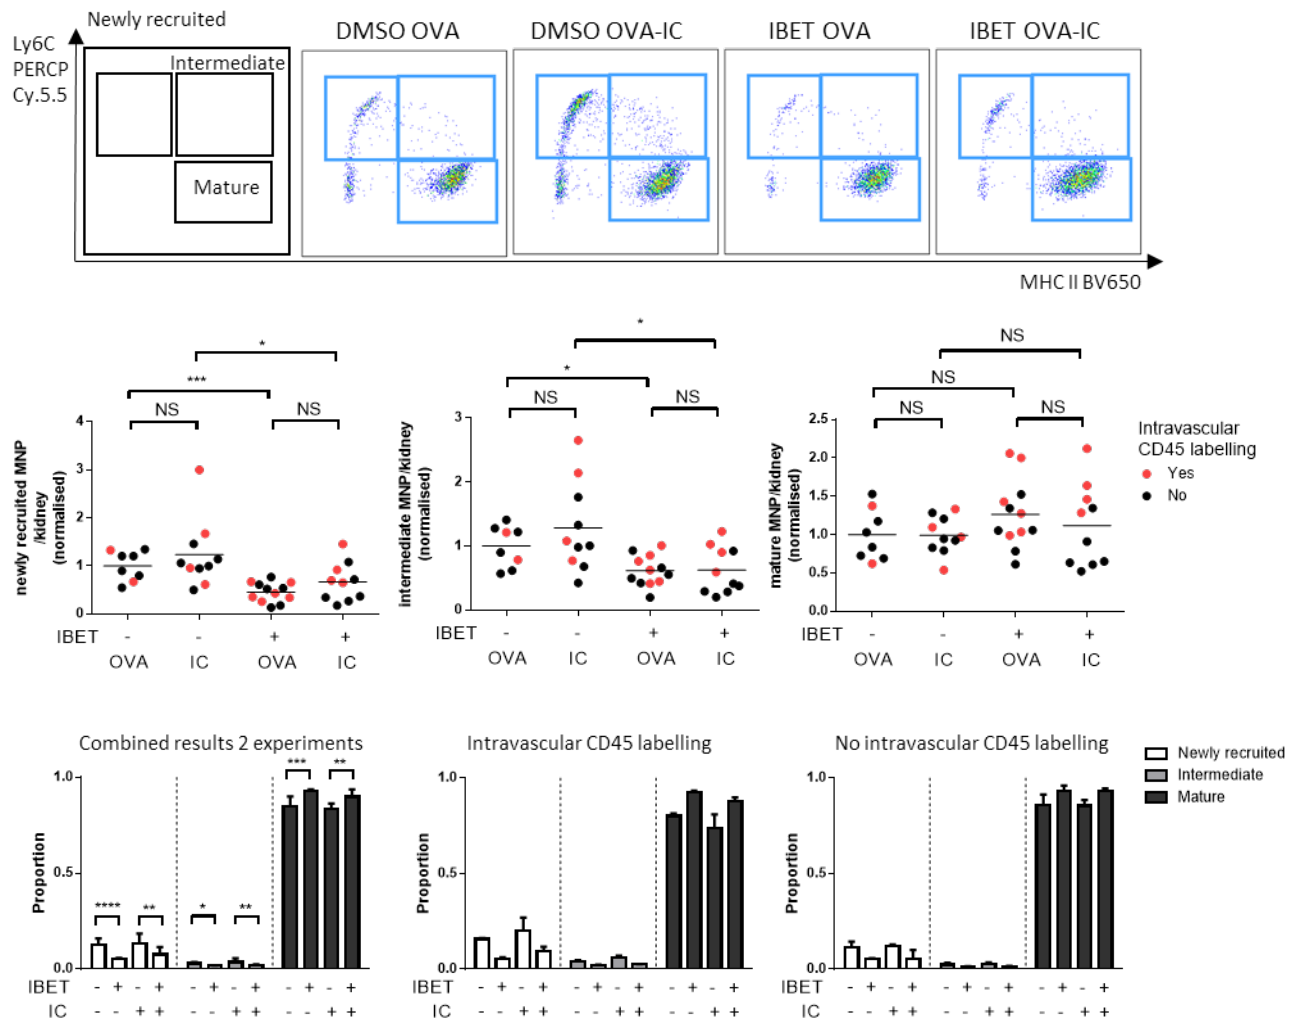 Newly recruited
Ly6C
PERCP
Cy.5.5
Intermediate
Mature
DMSO OVA
DMSO OVA-IC
IBET OVA
IBET OVA-IC
MHC II BV650
newly recruited MNP
/kidney
(normalised)
4
3
2
1
0
***
*
NS
NS
IBET - - + +
OVA IC OVA IC
intermediate MNP/kidney
(normalised)
3
2
1
0
*
*
NS
NS
IBET - - + +
OVA IC OVA IC
mature MNP/kidney
(normalised)
2.5
2.0
1.5
1.0
0.5
0.0
NS
NS
NS
NS
IBET - - + +
OVA IC OVA IC
Intravascular
CD45 labelling
Yes
No
Combined results 2 experiments
Proportion
1.0
0.5
0.0
**** ** * ** *** **
IBET - + - + - + - + - + - +
IC - - + + - - + + - - + +
Intravascular CD45 labelling
Proportion
1.0
0.5
0.0
IBET - + - + - + - + - + - +
IC - - + + - - + + - - + +
No intravascular CD45 labelling
Proportion
1.0
0.5
0.0
IBET - + - + - + - + - + - +
IC - - + + - - + + - - + +
Newly recruited
Intermediate
Mature